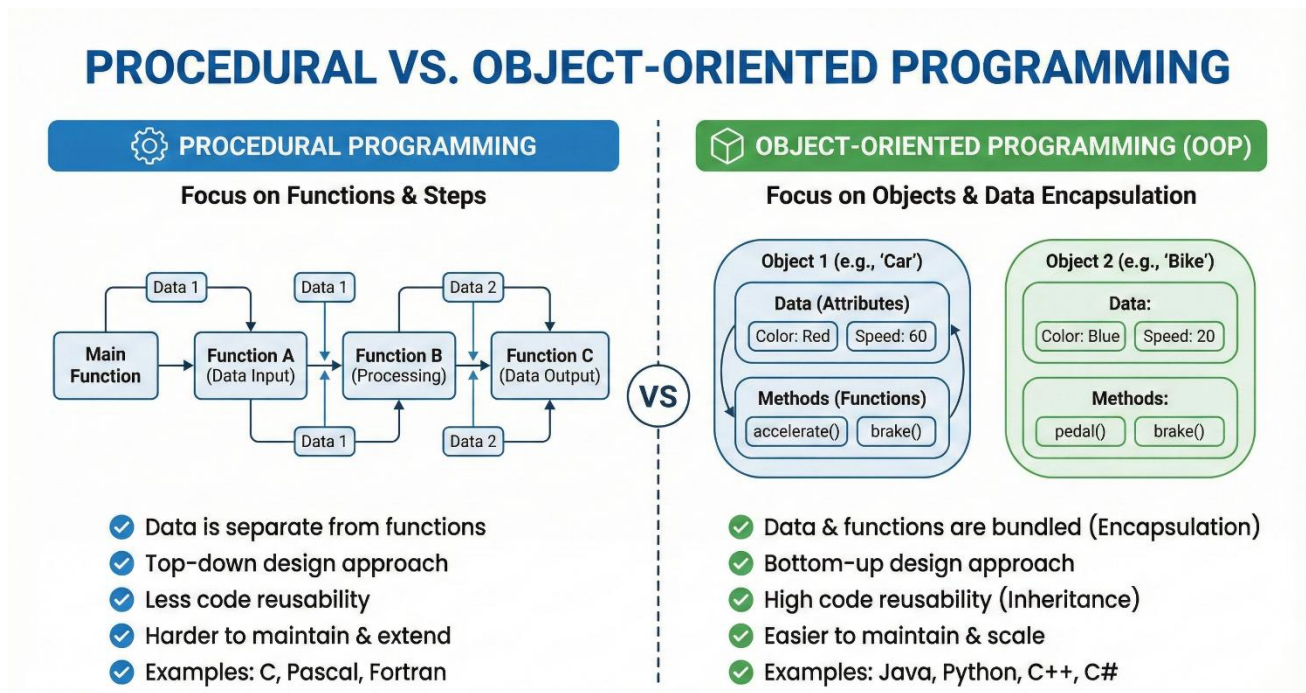 PROCEDURAL VS. OBJECT-ORIENTED PROGRAMMING
PROCEDURAL PROGRAMMING
Focus on Functions & Steps
Data 1
Data 1
Data 2
Main
Function
Function A
(Data Input)
Function B
(Processing)
Function C
(Data Output)
Data 1
Data 2
Data is separate from functions
Top-down design approach
Less code reusability
Harder to maintain & extend
Examples: C, Pascal, Fortran
VS
OBJECT-ORIENTED PROGRAMMING (OOP)
Focus on Objects & Data Encapsulation
Object 1 (e.g., ‘Car’)
Data (Attributes)
Color: Red
Speed: 60
Methods (Functions)
accelerate()
brake()
Object 2 (e.g., ‘Bike’)
Data:
Color: Blue
Speed: 20
Methods:
pedal()
brake()
Data & functions are bundled (Encapsulation)
Bottom-up design approach
High code reusability (Inheritance)
Easier to maintain & scale
Examples: Java, Python, C++, C#